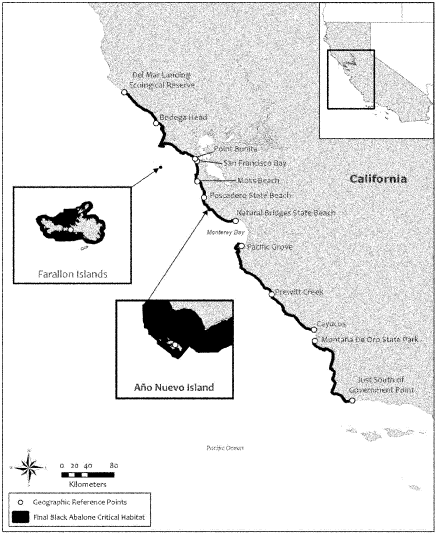 Del Mar Landing
Ecological Reserve
Bodega Head
Point Bonita
San Francisco Bay
Moss Beach
California
Pescadero State Beach
Natural Bridges State Beach
Monterey Bay
Farallon Islands
Pacific Grove
Prewitt Creek
Cayucos
Montaña De Oro State Park
Año Nuevo Island
Just South of
Government Point
Pacific Ocean
0 20 40 80
Kilometers
Geographic Reference Points
Final Black Abalone Critical Habitat